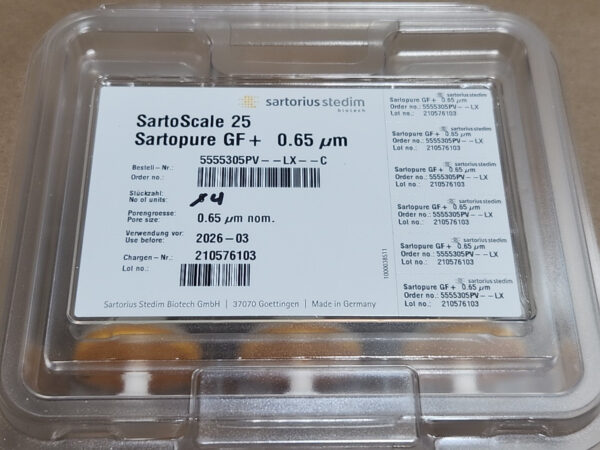 sartorius stedim
biotech
SartoScale 25
Sartopure GF+ 0.65 µm
5555305PV--LX--C
Bestell-Nr.:
Order no.:
Stückzahl:
No of units:
4
Porengroesse:
Pore size:
0.65 µm nom.
Verwendung vor:
Use before:
2026-03
Chargen-Nr.:
Lot no.:
210576103
Sartorius Stedim Biotech GmbH | 37070 Goettingen | Made in Germany
1000038511
sartorius stedim
Sartopure GF+ 0.65 µm
Order no.: 5555305PV--LX
Lot no.: 210576103
sartorius stedim
Sartopure GF+ 0.65 µm
Order no.: 5555305PV--LX
Lot no.: 210576103
sartorius stedim
Sartopure GF+ 0.65 µm
Order no.: 5555305PV--LX
Lot no.: 210576103
sartorius stedim
Sartopure GF+ 0.65 µm
Order no.: 5555305PV--LX
Lot no.: 210576103
sartorius stedim
Sartopure GF+ 0.65 µm
Order no.: 5555305PV--LX
Lot no.: 210576103
sartorius stedim
Sartopure GF+ 0.65 µm
Order no.: 5555305PV--LX
Lot no.: 210576103